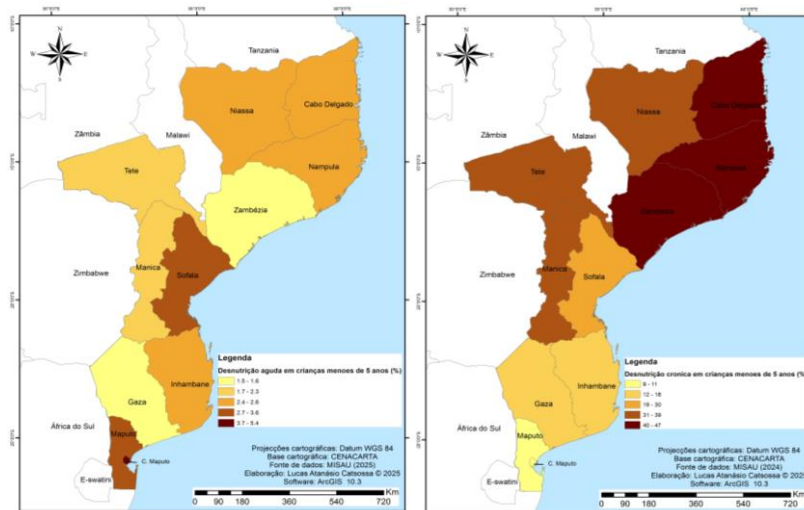 Tanzania
Niassa
Cabo Delgado
Zâmbia
Malawi
Nampula
Tete
Zambézia
Zimbabwe
Manica
Sofala
Inhambane
Gaza
África do Sul
Maputo
C. Maputo
E-swatini
N
W
E
S
Legenda
Desnutrição aguda em crianças menoes de 5 anos (%)
1.5 - 1.6
1.7 - 2.3
2.4 - 2.6
2.7 - 3.6
3.7 - 5.4
Projecções cartográficas: Datum WGS 84
Base cartográfica: CENACARTA
Fonte de dados: MISAU (2025)
Elaboração: Lucas Atanásio Catsossa © 2025
Software: ArcGIS 10.3
Km
0 90 180 360 540 720
Tanzania
Niassa
Cabo Delgado
Zâmbia
Malawi
Tete
Zimbabwe
Manica
Sofala
Inhambane
Gaza
África do Sul
Maputo
C. Maputo
E-swatini
N
W
E
S
Legenda
Desnutrição cronica em crianças menoes de 5 anos (%)
12 - 18
19 - 30
31 - 39
40 - 47
Projecções cartográficas: Datum WGS 84
Base cartográfica: CENACARTA
Fonte de dados: MISAU (2024)
Elaboração: Lucas Atanásio Catsossa © 2025
Software: ArcGIS 10.3
Km
0 90 180 360 540 720